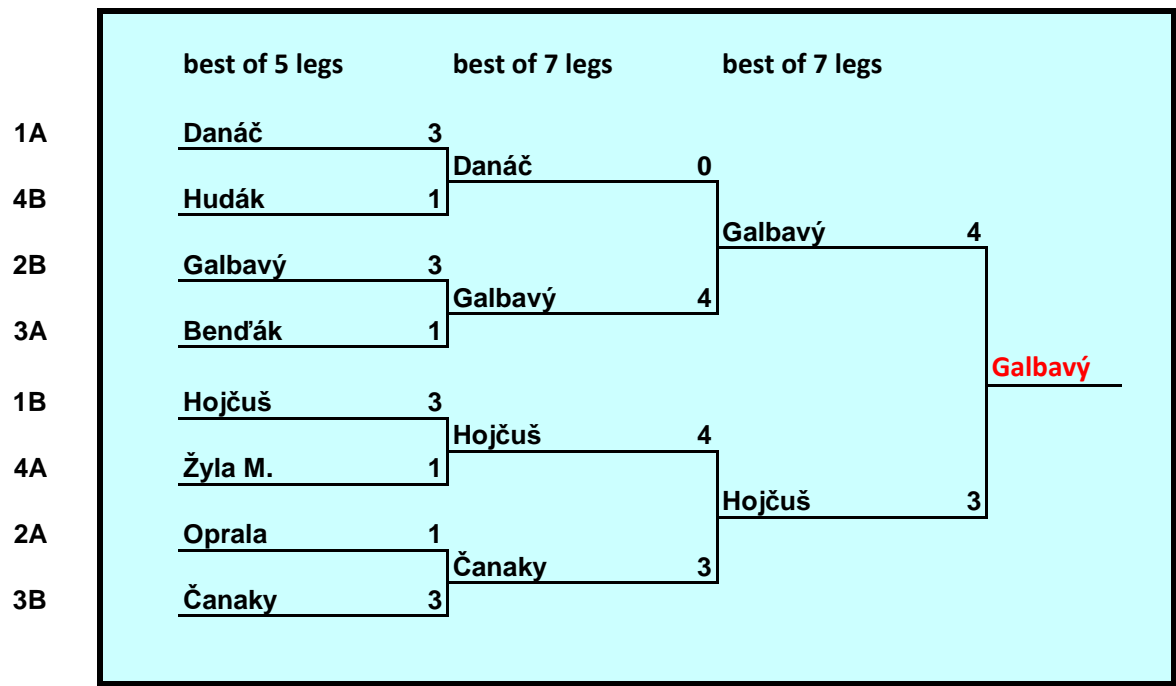 best of 5 legs best of 7 legs best of 7 legs
1A Danáč 3
Danáč 0
4B Hudák 1
Galbavý 4
2B Galbavý 3
Galbavý 4
3A Benďák 1
Galbavý
1B Hojčuš 3
Hojčuš 4
4A Žyla M. 1
Hojčuš 3
2A Oprala 1
Čanaky 3
3B Čanaky 3